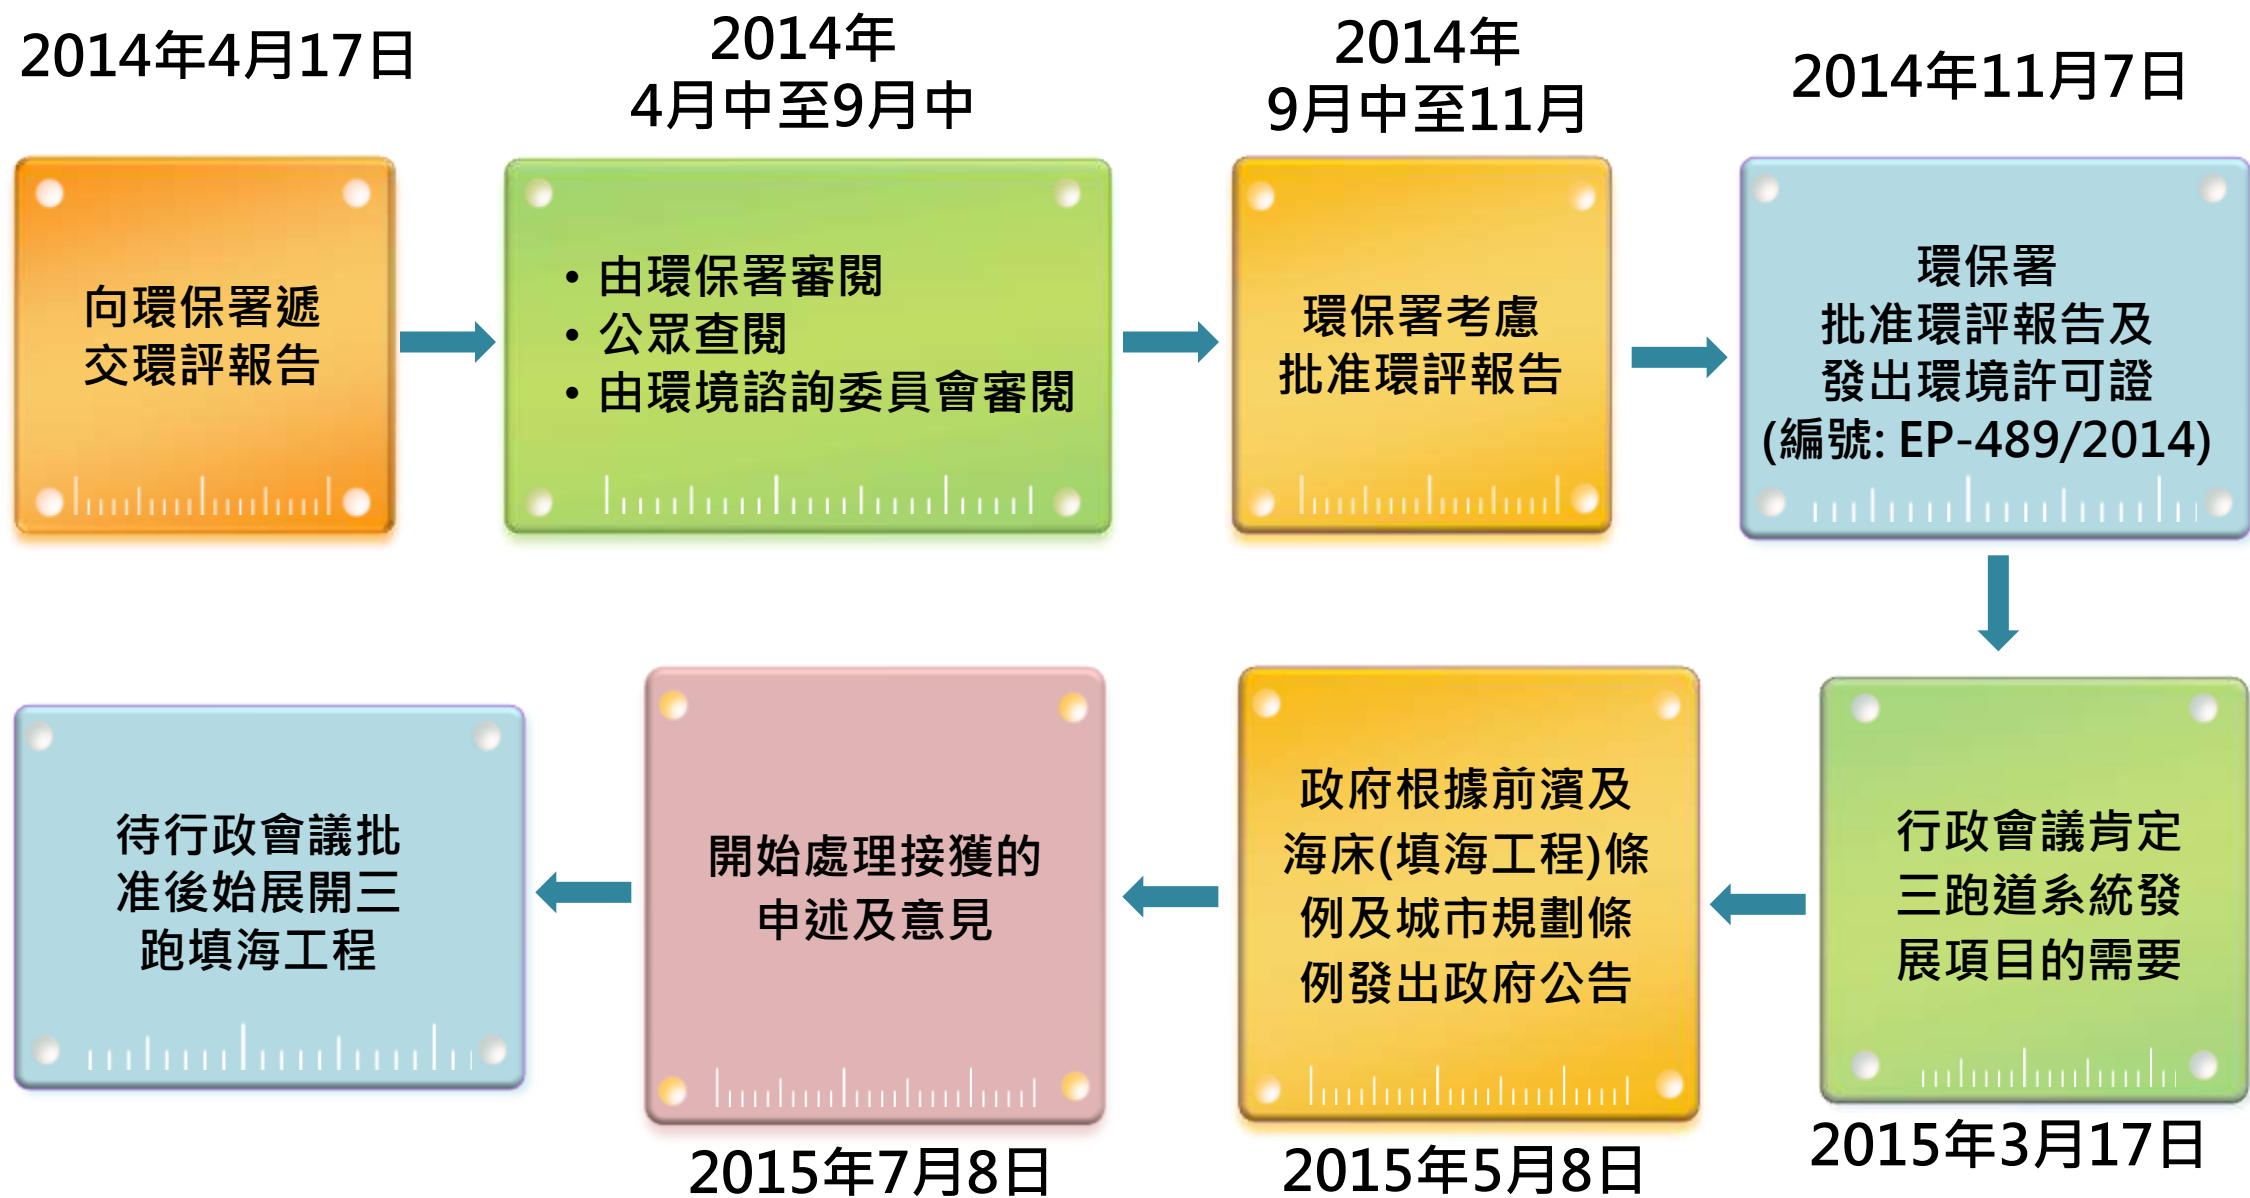 2014年4月17日
向環保署遞
交環評報告
2014年
4月中至9月中
• 由環保署審閱
• 公眾查閱
• 由環境諮詢委員會審閱
2014年
9月中至11月
環保署考慮
批准環評報告
2014年11月7日
環保署
批准環評報告及
發出環境許可證
(編號: EP-489/2014)
行政會議肯定
三跑道系統發
展項目的需要
2015年3月17日
政府根據前濱及
海床(填海工程)條
例及城市規劃條
例發出政府公告
2015年5月8日
開始處理接獲的
申述及意見
2015年7月8日
待行政會議批
准後始展開三
跑填海工程